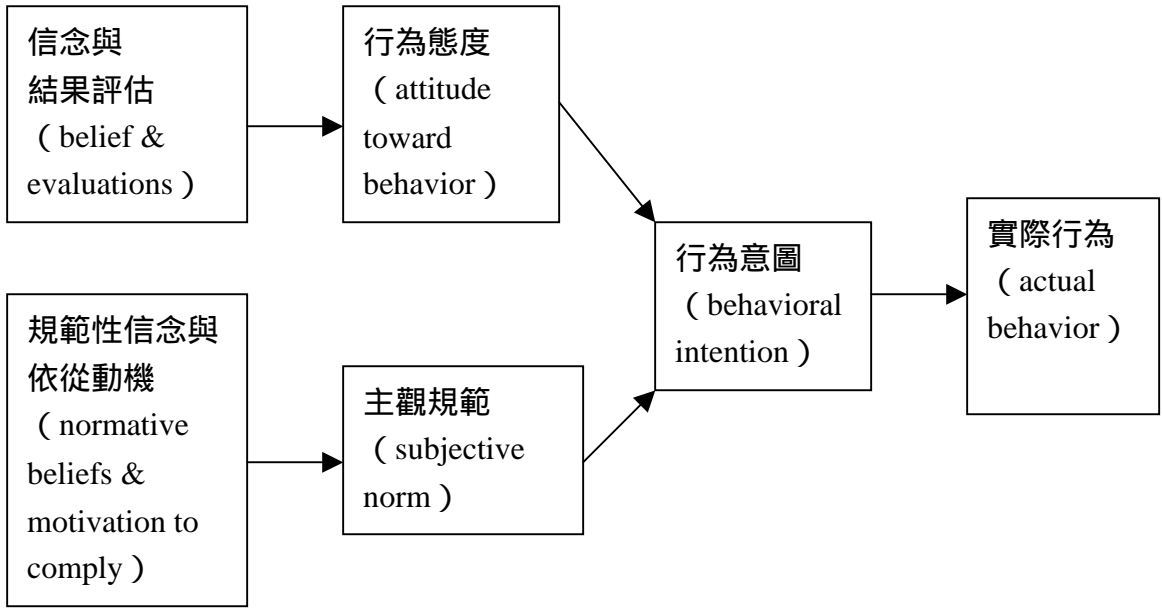 信念與
結果評估
（belief &
evaluations）
行為態度
（attitude
toward
behavior）
規範性信念與
依從動機
（normative
beliefs &
motivation to
comply）
主觀規範
（subjective
norm）
行為意圖
（behavioral
intention）
實際行為
（actual
behavior）